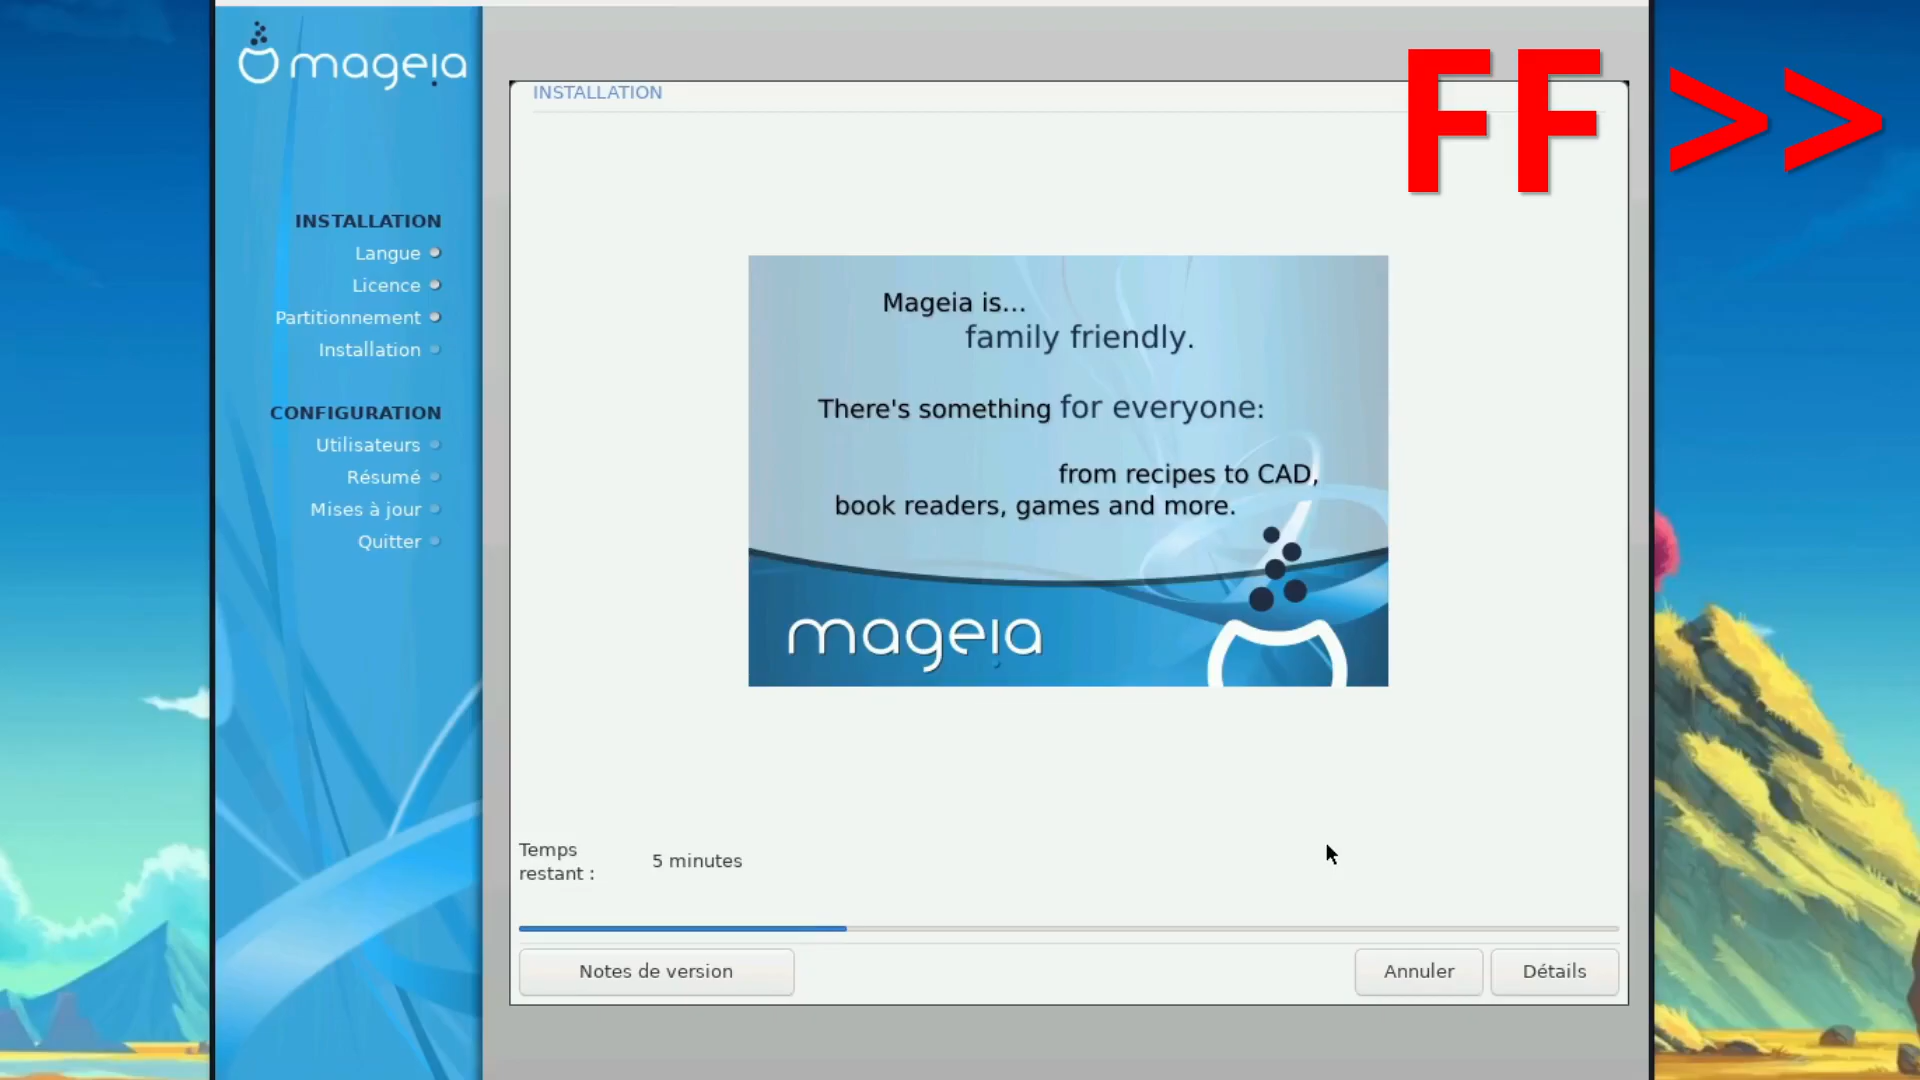 mageia
FF >>
INSTALLATION
INSTALLATION
Langue
Licence
Partitionnement
Installation
CONFIGURATION
Utilisateurs
Résumé
Mises à jour
Quitter
Mageia is...
family friendly.
There's something for everyone:
from recipes to CAD,
book readers, games and more.
mageia
Temps
restant :
5 minutes
Notes de version
Annuler
Détails